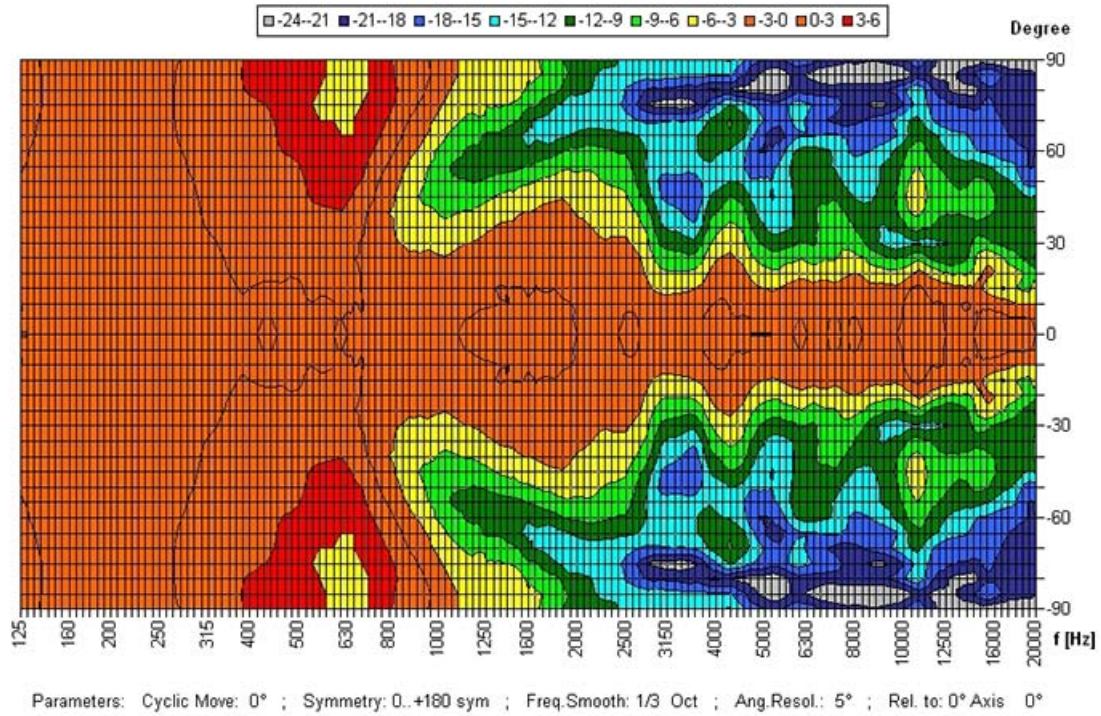 -24--21 -21--18 -18--15 -15--12 -12-9 -9-6 -6--3 -3-0 0-3 3-6
Degree
90
60
30
0
-30
-60
-90
125 160 200 250 315 400 500 630 800 1000 1250 1600 2000 2500 3150 4000 5000 6300 8000 10000 12500 16000 20000 f [Hz]
Parameters: Cyclic Move: 0° ; Symmetry: 0..+180 sym ; Freq.Smooth: 1/3 Oct ; Ang.Resol.: 5° ; Rel. to: 0° Axis 0°